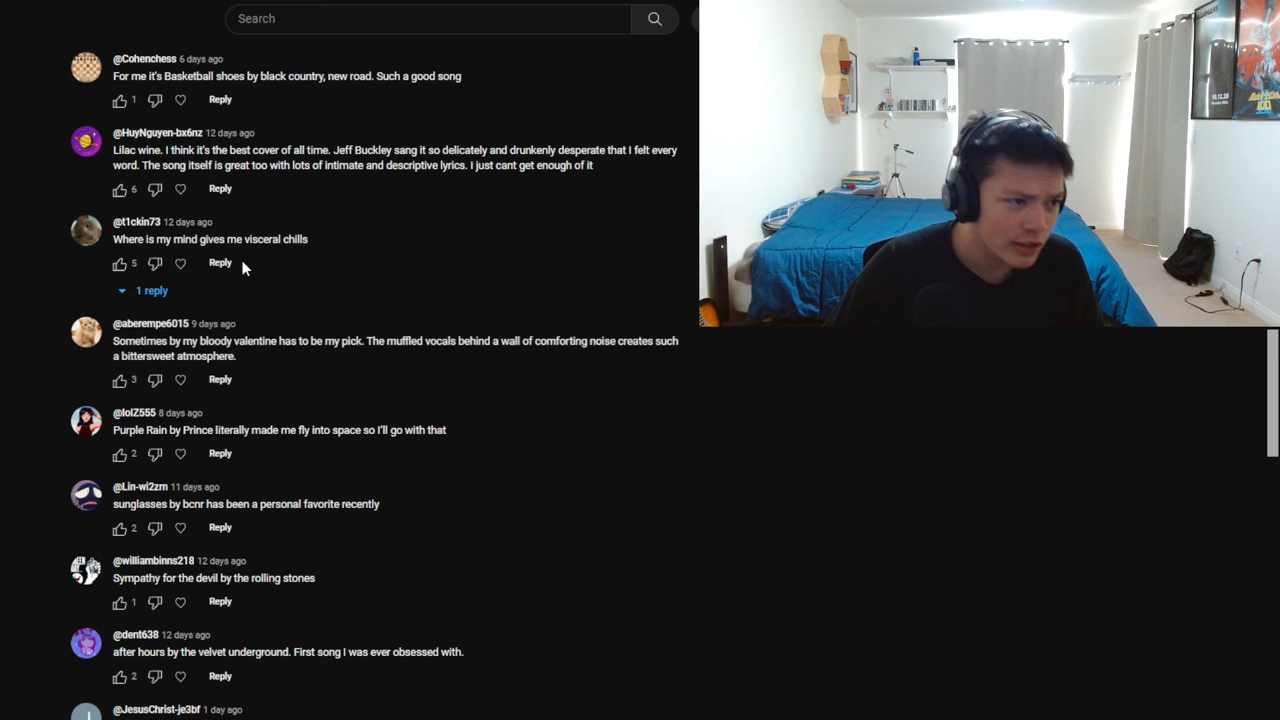 Search
@Cohenchess 6 days ago
For me it's Basketball shoes by black country, new road. Such a good song
1 Reply
@HuyNguyen-bx6nz 12 days ago
Lilac wine. I think it's the best cover of all time. Jeff Buckley sang it so delicately and drunkenly desperate that I felt every
word. The song itself is great too with lots of intimate and descriptive lyrics. I just cant get enough of it
6 Reply
@t1ckin73 12 days ago
Where is my mind gives me visceral chills
5 Reply
1 reply
@aberempe6015 9 days ago
Sometimes by my bloody valentine has to be my pick. The muffled vocals behind a wall of comforting noise creates such
a bittersweet atmosphere.
3 Reply
@lolZ555 8 days ago
Purple Rain by Prince literally made me fly into space so I'll go with that
2 Reply
@Lin-wi2zm 11 days ago
sunglasses by bcnr has been a personal favorite recently
2 Reply
@williambinns218 12 days ago
Sympathy for the devil by the rolling stones
1 Reply
@dent638 12 days ago
after hours by the velvet underground. First song I was ever obsessed with.
2 Reply
@JesusChrist-je3bf 1 day ago